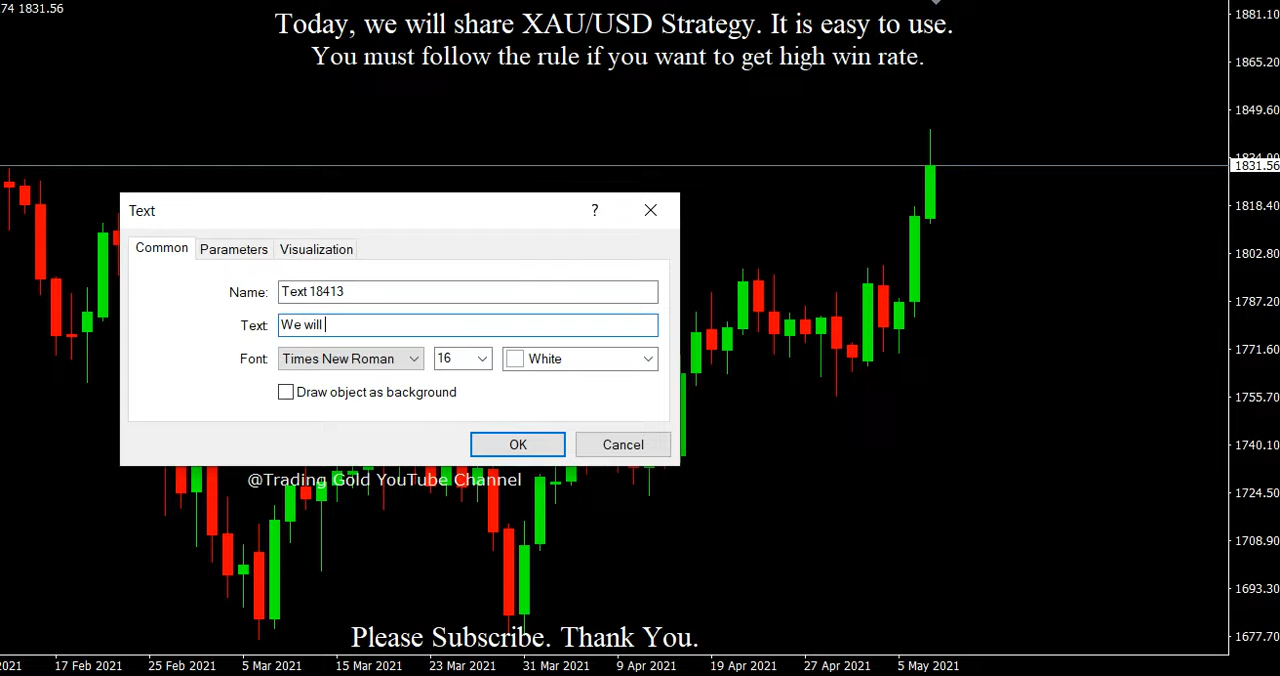 74 1831.56
Today, we will share XAU/USD Strategy. It is easy to use.
You must follow the rule if you want to get high win rate.
1881.10
1865.20
1849.60
1831.56
1818.40
1802.80
1787.20
1771.60
1755.70
1740.10
1724.50
1708.90
1693.30
1677.70
Text ? 
Common Parameters Visualization
Name: Text 18413
Text: We will
Font: Times New Roman 16 White
Draw object as background
OK Cancel
@Trading Gold YouTube Channel
Please Subscribe. Thank You.
2021 17 Feb 2021 25 Feb 2021 5 Mar 2021 15 Mar 2021 23 Mar 2021 31 Mar 2021 9 Apr 2021 19 Apr 2021 27 Apr 2021 5 May 2021